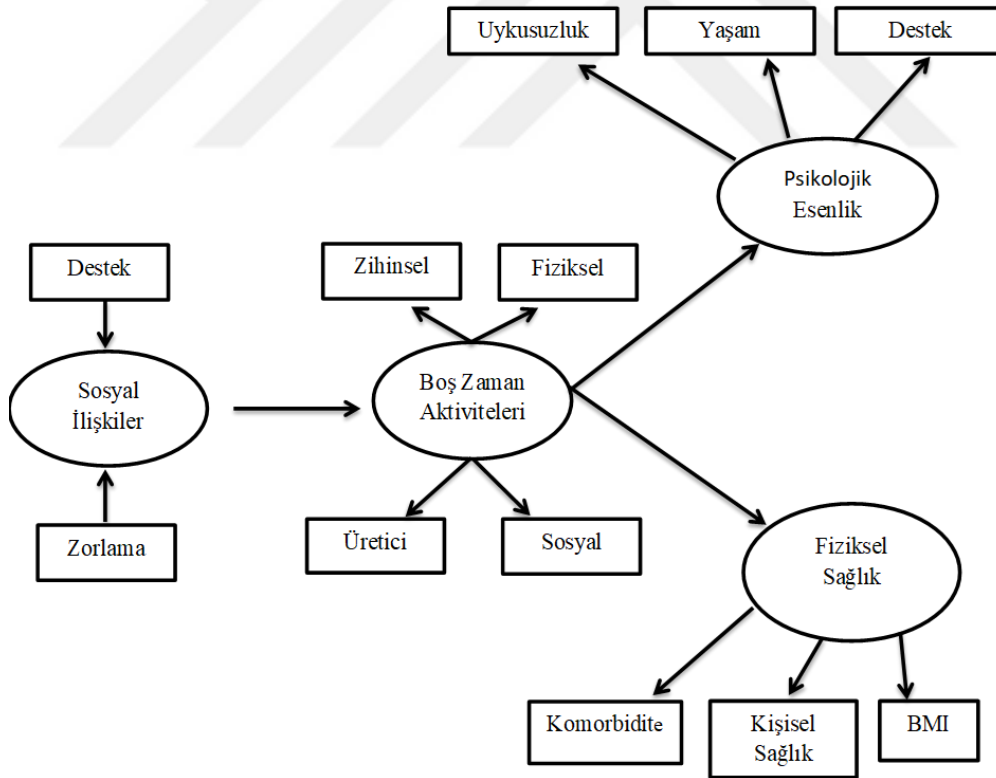 Uykusuzluk
Yaşam
Destek
Psikolojik
Esenlik
Destek
Zihinsel
Fiziksel
Sosyal
İlişkiler
Boş Zaman
Aktiviteleri
Zorlama
Üretici
Sosyal
Fiziksel
Sağlık
Komorbidite
Kişisel
Sağlık
BMI